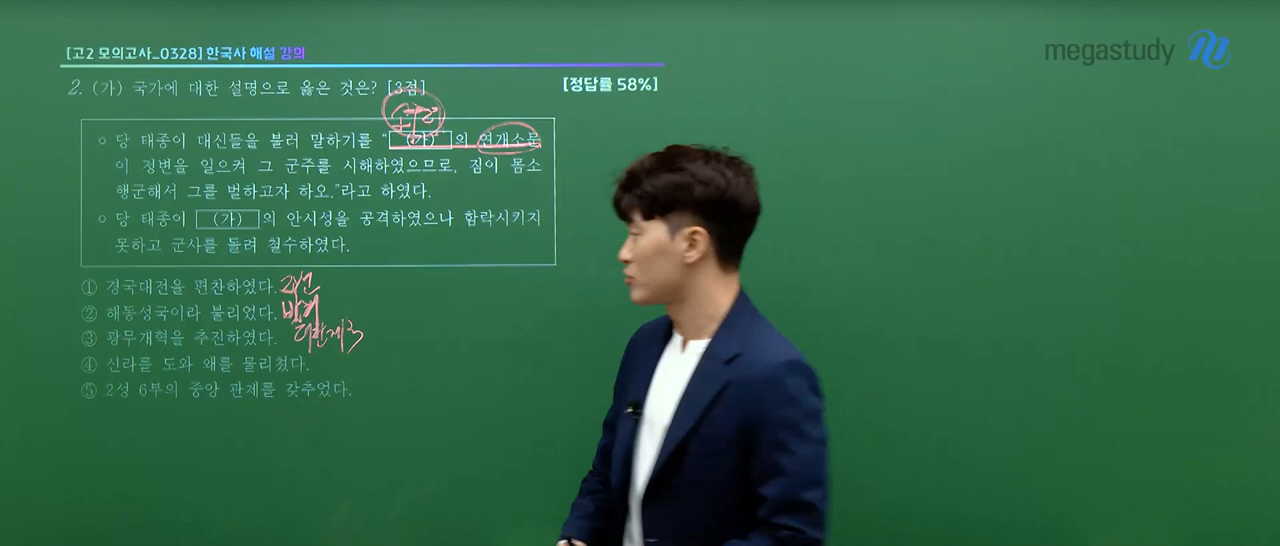 [고2 모의고사_0328] 한국사 해설 강의
megastudy
2. (가) 국가에 대한 설명으로 옳은 것은? [3점]
[정답률 58%]
○ 당 태종이 대신들을 불러 말하기를 “ (가) 의 연개소문
이 정변을 일으켜 그 군주를 시해하였으므로, 짐이 몸소
행군해서 그를 벌하고자 하오.”라고 하였다.
○ 당 태종이 (가) 의 안시성을 공격하였으나 함락시키지
못하고 군사를 돌려 철수하였다.
① 경국대전을 편찬하였다. 조선
② 해동성국이라 불리었다. 발해
③ 광무개혁을 추진하였다. 대한제국
④ 신라를 도와 왜를 물리쳤다.
⑤ 2성 6부의 중앙 관제를 갖추었다.